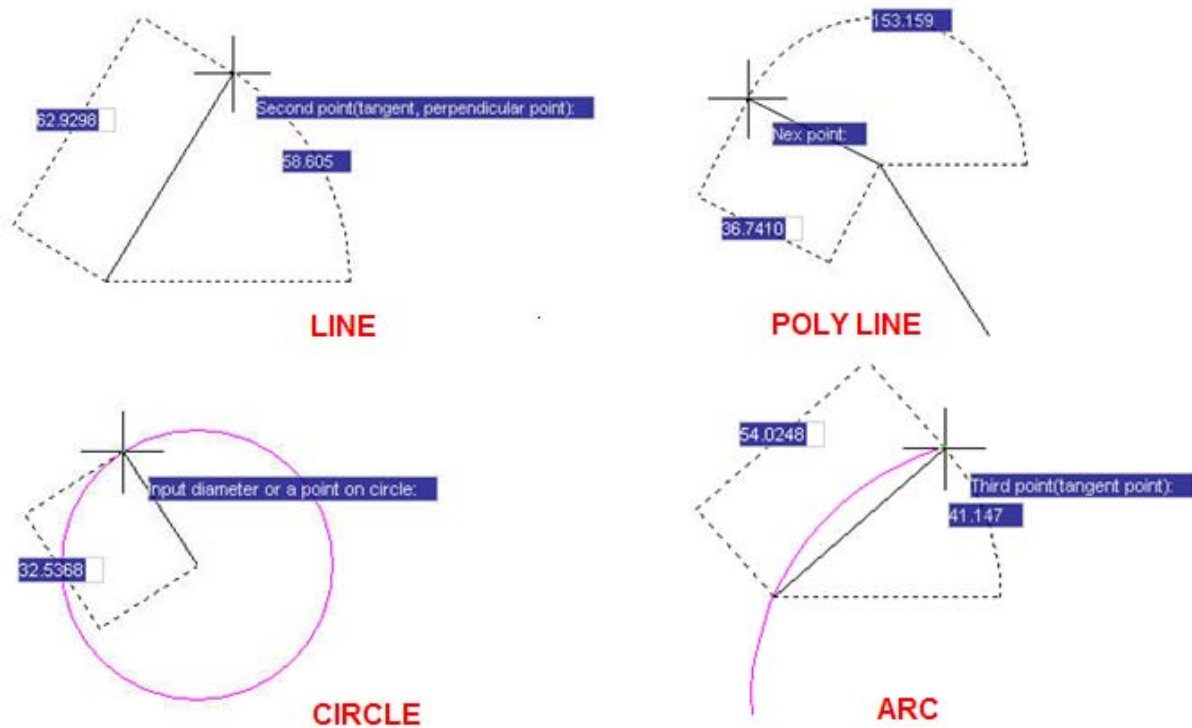 62.9298
Second point(tangent, perpendicular point):
58.605
LINE
153.159
Nex point:
36.7410
POLY LINE
Input diameter or a point on circle:
32.5368
CIRCLE
54.0248
Third point(tangent point):
41.147
ARC